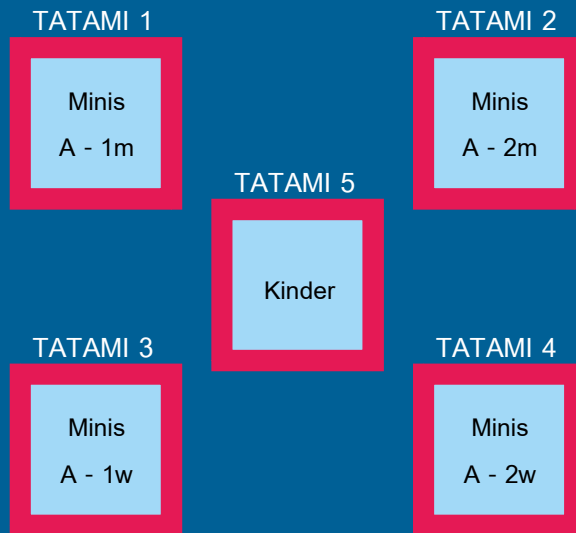 TATAMI 1
Minis
A - 1m
TATAMI 2
Minis
A - 2m
TATAMI 5
Kinder
TATAMI 3
Minis
A - 1w
TATAMI 4
Minis
A - 2w